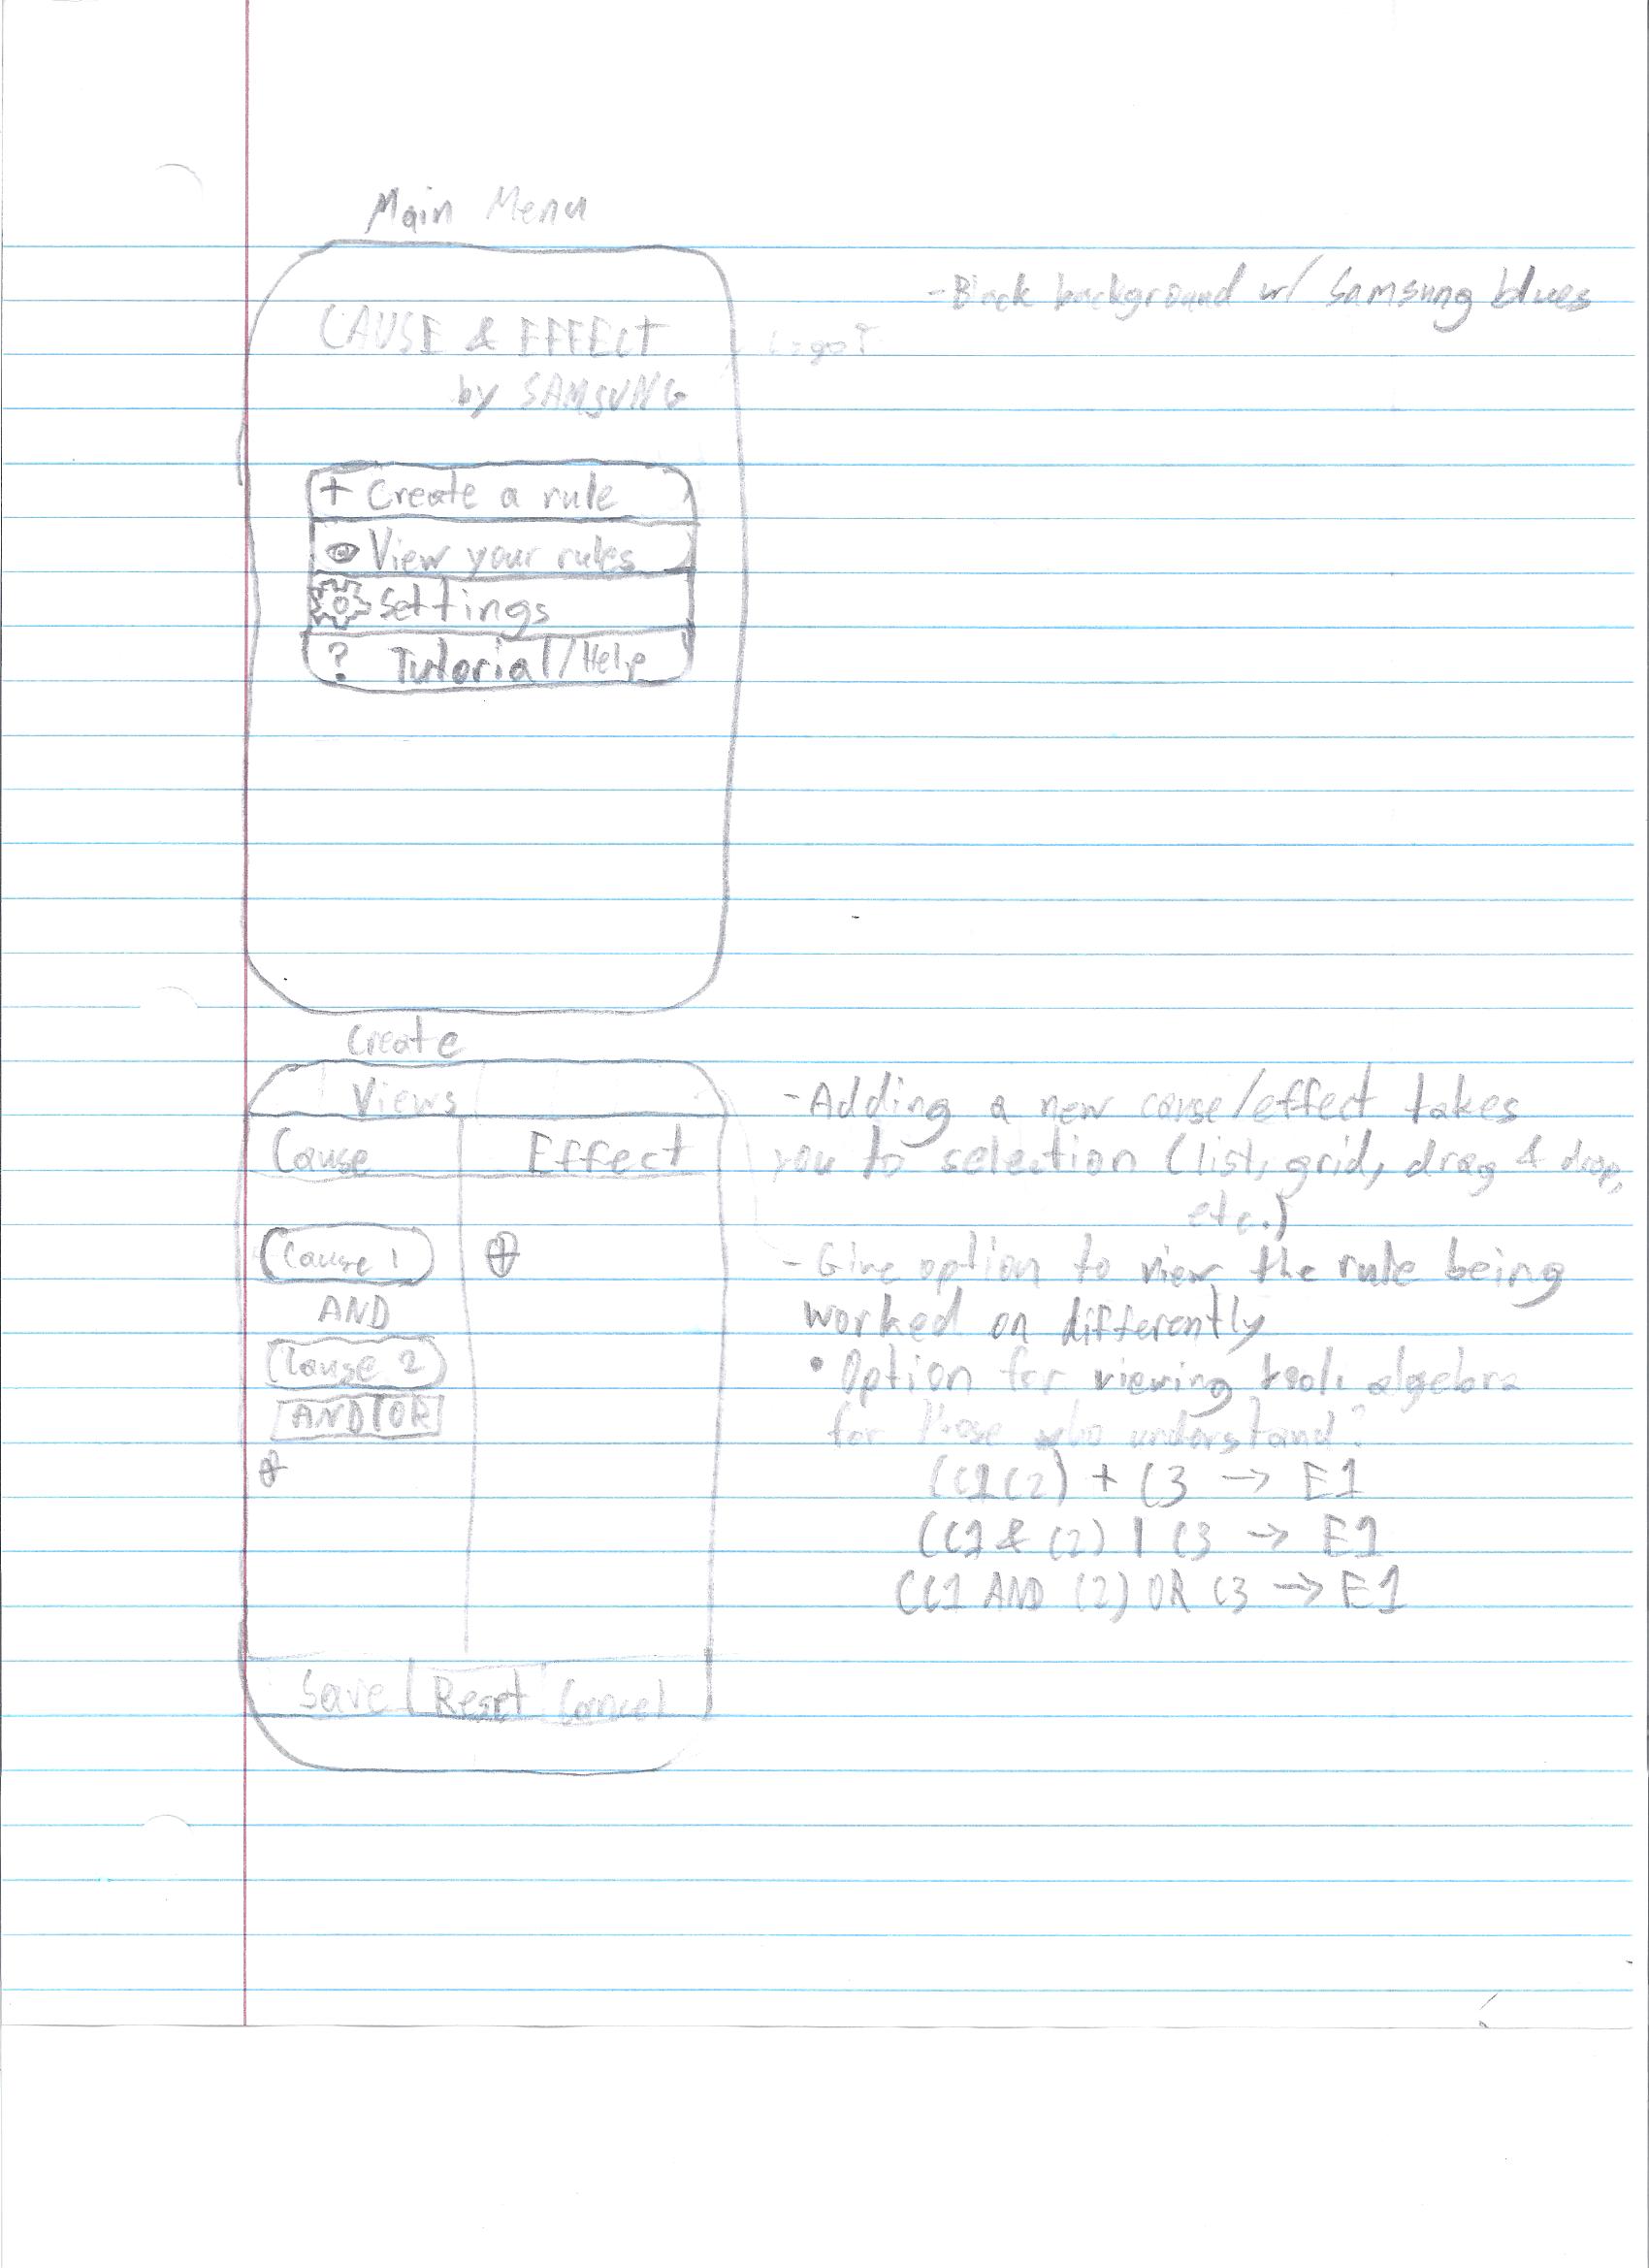 Main Menu
- Black background w/ Samsung blues
CAUSE & EFFECT
Logo?
by SAMSUNG
+ Create a rule
View your rules
Settings
? Tutorial/Help
Create
Views
Cause
Effect
Cause 1
AND
Cause 2
AND OR
Save Reset Cancel
- Adding a new cause/effect takes
you to selection (list, grid, drag & drop,
etc.)
- Give option to view the rule being
worked on differently
• Option for viewing bool. algebra
for those who understand?
(C1C2) + C3 -> E1
(C1 & C2) | C3 -> E1
(C1 AND C2) OR C3 -> E1